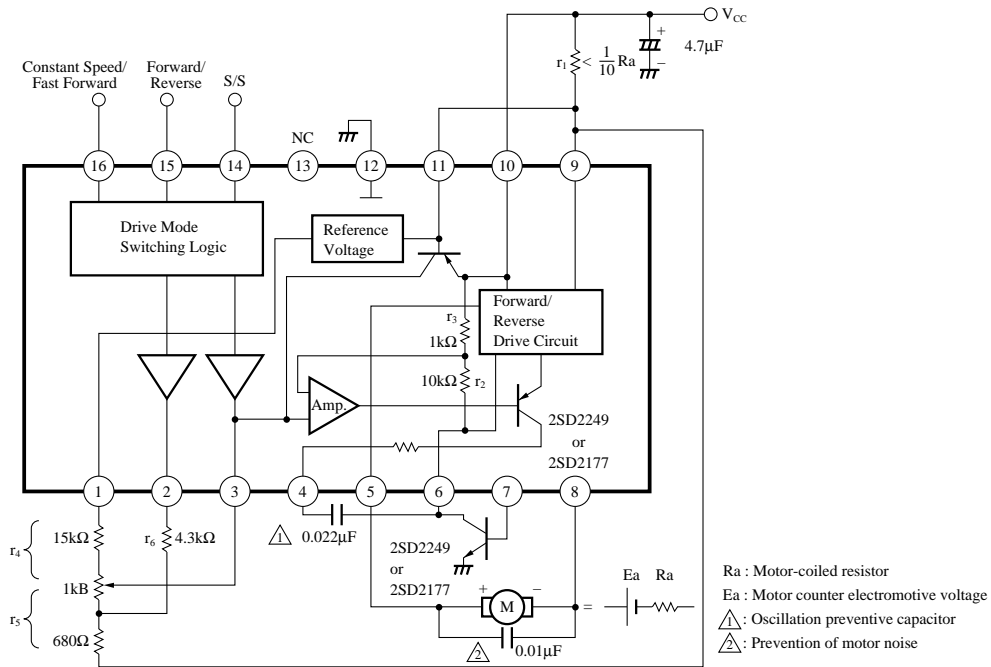 V_CC
+
−
4.7μF
r₁ < 1/10 Ra
Constant Speed/
Fast Forward
Forward/
Reverse
S/S
NC
16
15
14
13
12
11
10
9
Drive Mode
Switching Logic
Reference
Voltage
Forward/
Reverse
Drive Circuit
r₃
1kΩ
10kΩ
r₂
Amp.
2SD2249
or
2SD2177
1
2
3
4
5
6
7
8
r₄
15kΩ
r₆
4.3kΩ
1
0.022μF
2SD2249
or
2SD2177
1kB
r₅
680Ω
+
M
−
=
Ea
Ra
2
0.01μF
Ra : Motor-coiled resistor
Ea : Motor counter electromotive voltage
1 : Oscillation preventive capacitor
2 : Prevention of motor noise